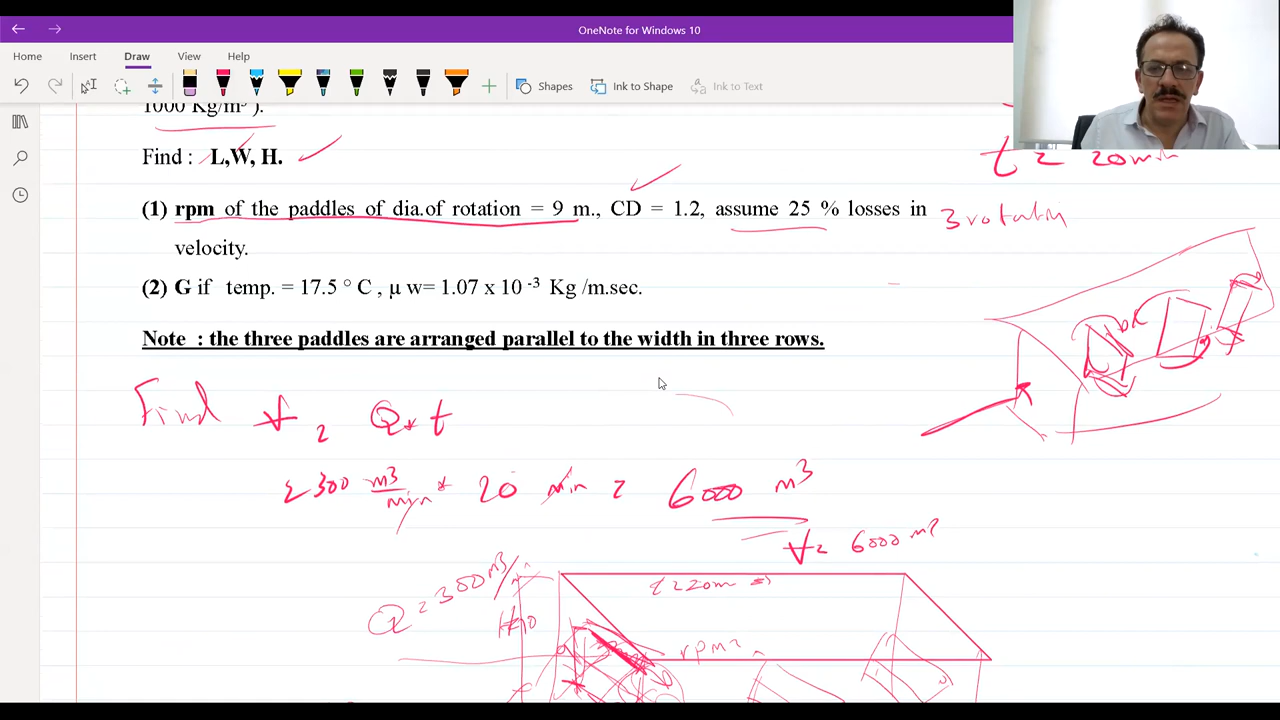 OneNote for Windows 10
Home Insert Draw View Help
Shapes Ink to Shape Ink to Text
1000 Kg/m³ ).
Find : L,W, H.
t = 20 min
(1) rpm of the paddles of dia.of rotation = 9 m., CD = 1.2, assume 25 % losses in
velocity.
(2) G if temp. = 17.5 ° C , µ w= 1.07 x 10 -3 Kg /m.sec.
Note : the three paddles are arranged parallel to the width in three rows.
Find V = Q * t
= 300 m3/min * 20 min = 6000 m3
V = 6000 m3
Q = 300 m3/min
t = 20m
rpm =